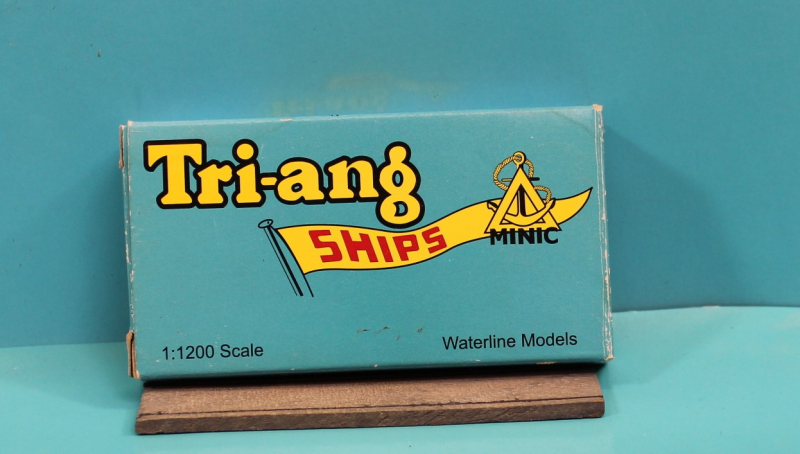 Tri-ang
SHIPS
MINIC
1:1200 Scale
Waterline Models